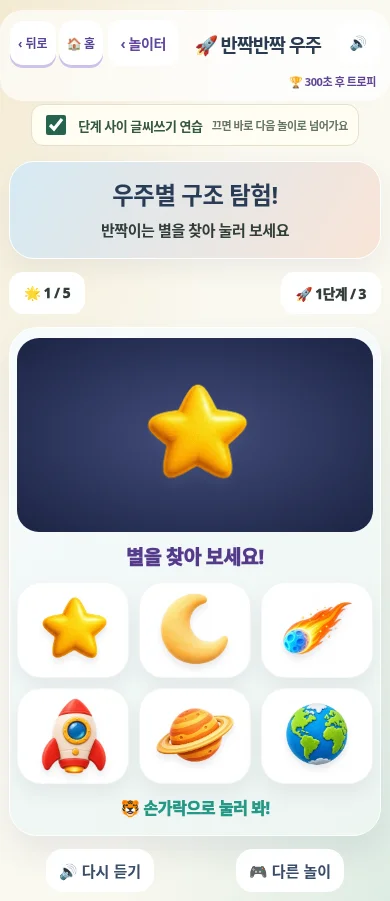 ‹ 뒤로
🏠 홈
‹ 놀이터
🚀 반짝반짝 우주
🔊
🏆 300초 후 트로피
단계 사이 글씨쓰기 연습 끄면 바로 다음 놀이로 넘어가요
우주별 구조 탐험!
반짝이는 별을 찾아 눌러 보세요
🌟 1 / 5
🚀 1단계 / 3
별을 찾아 보세요!
🐯 손가락으로 눌러 봐!
🔊 다시 듣기
🎮 다른 놀이